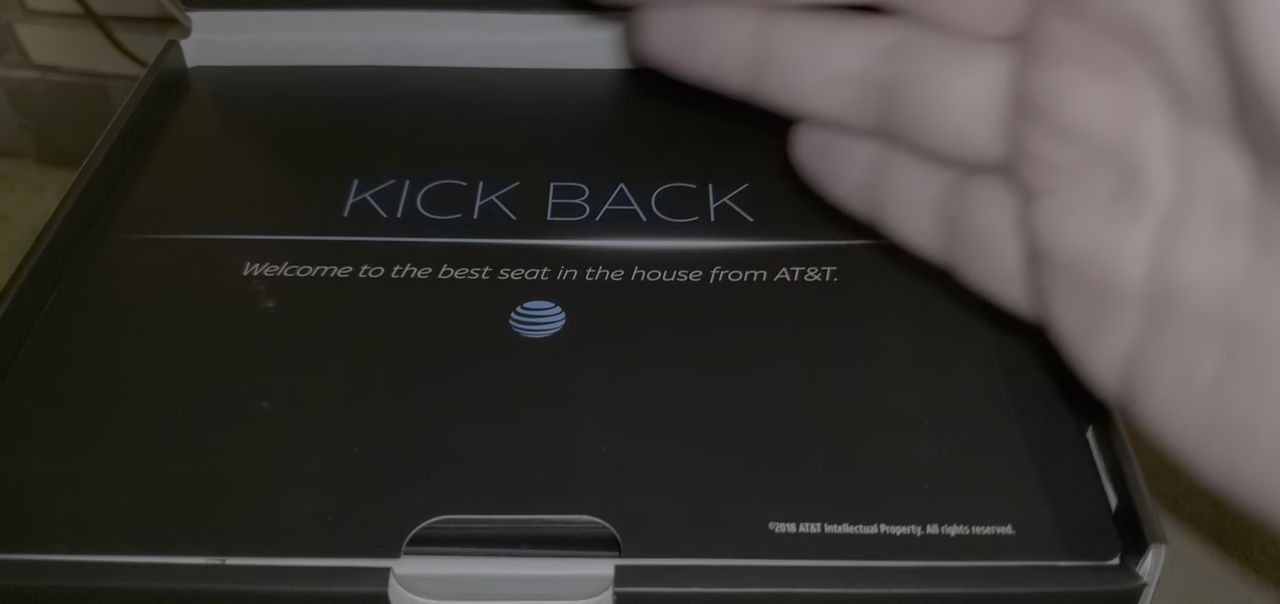 KICK BACK
Welcome to the best seat in the house from AT&T.
©2018 AT&T Intellectual Property. All rights reserved.